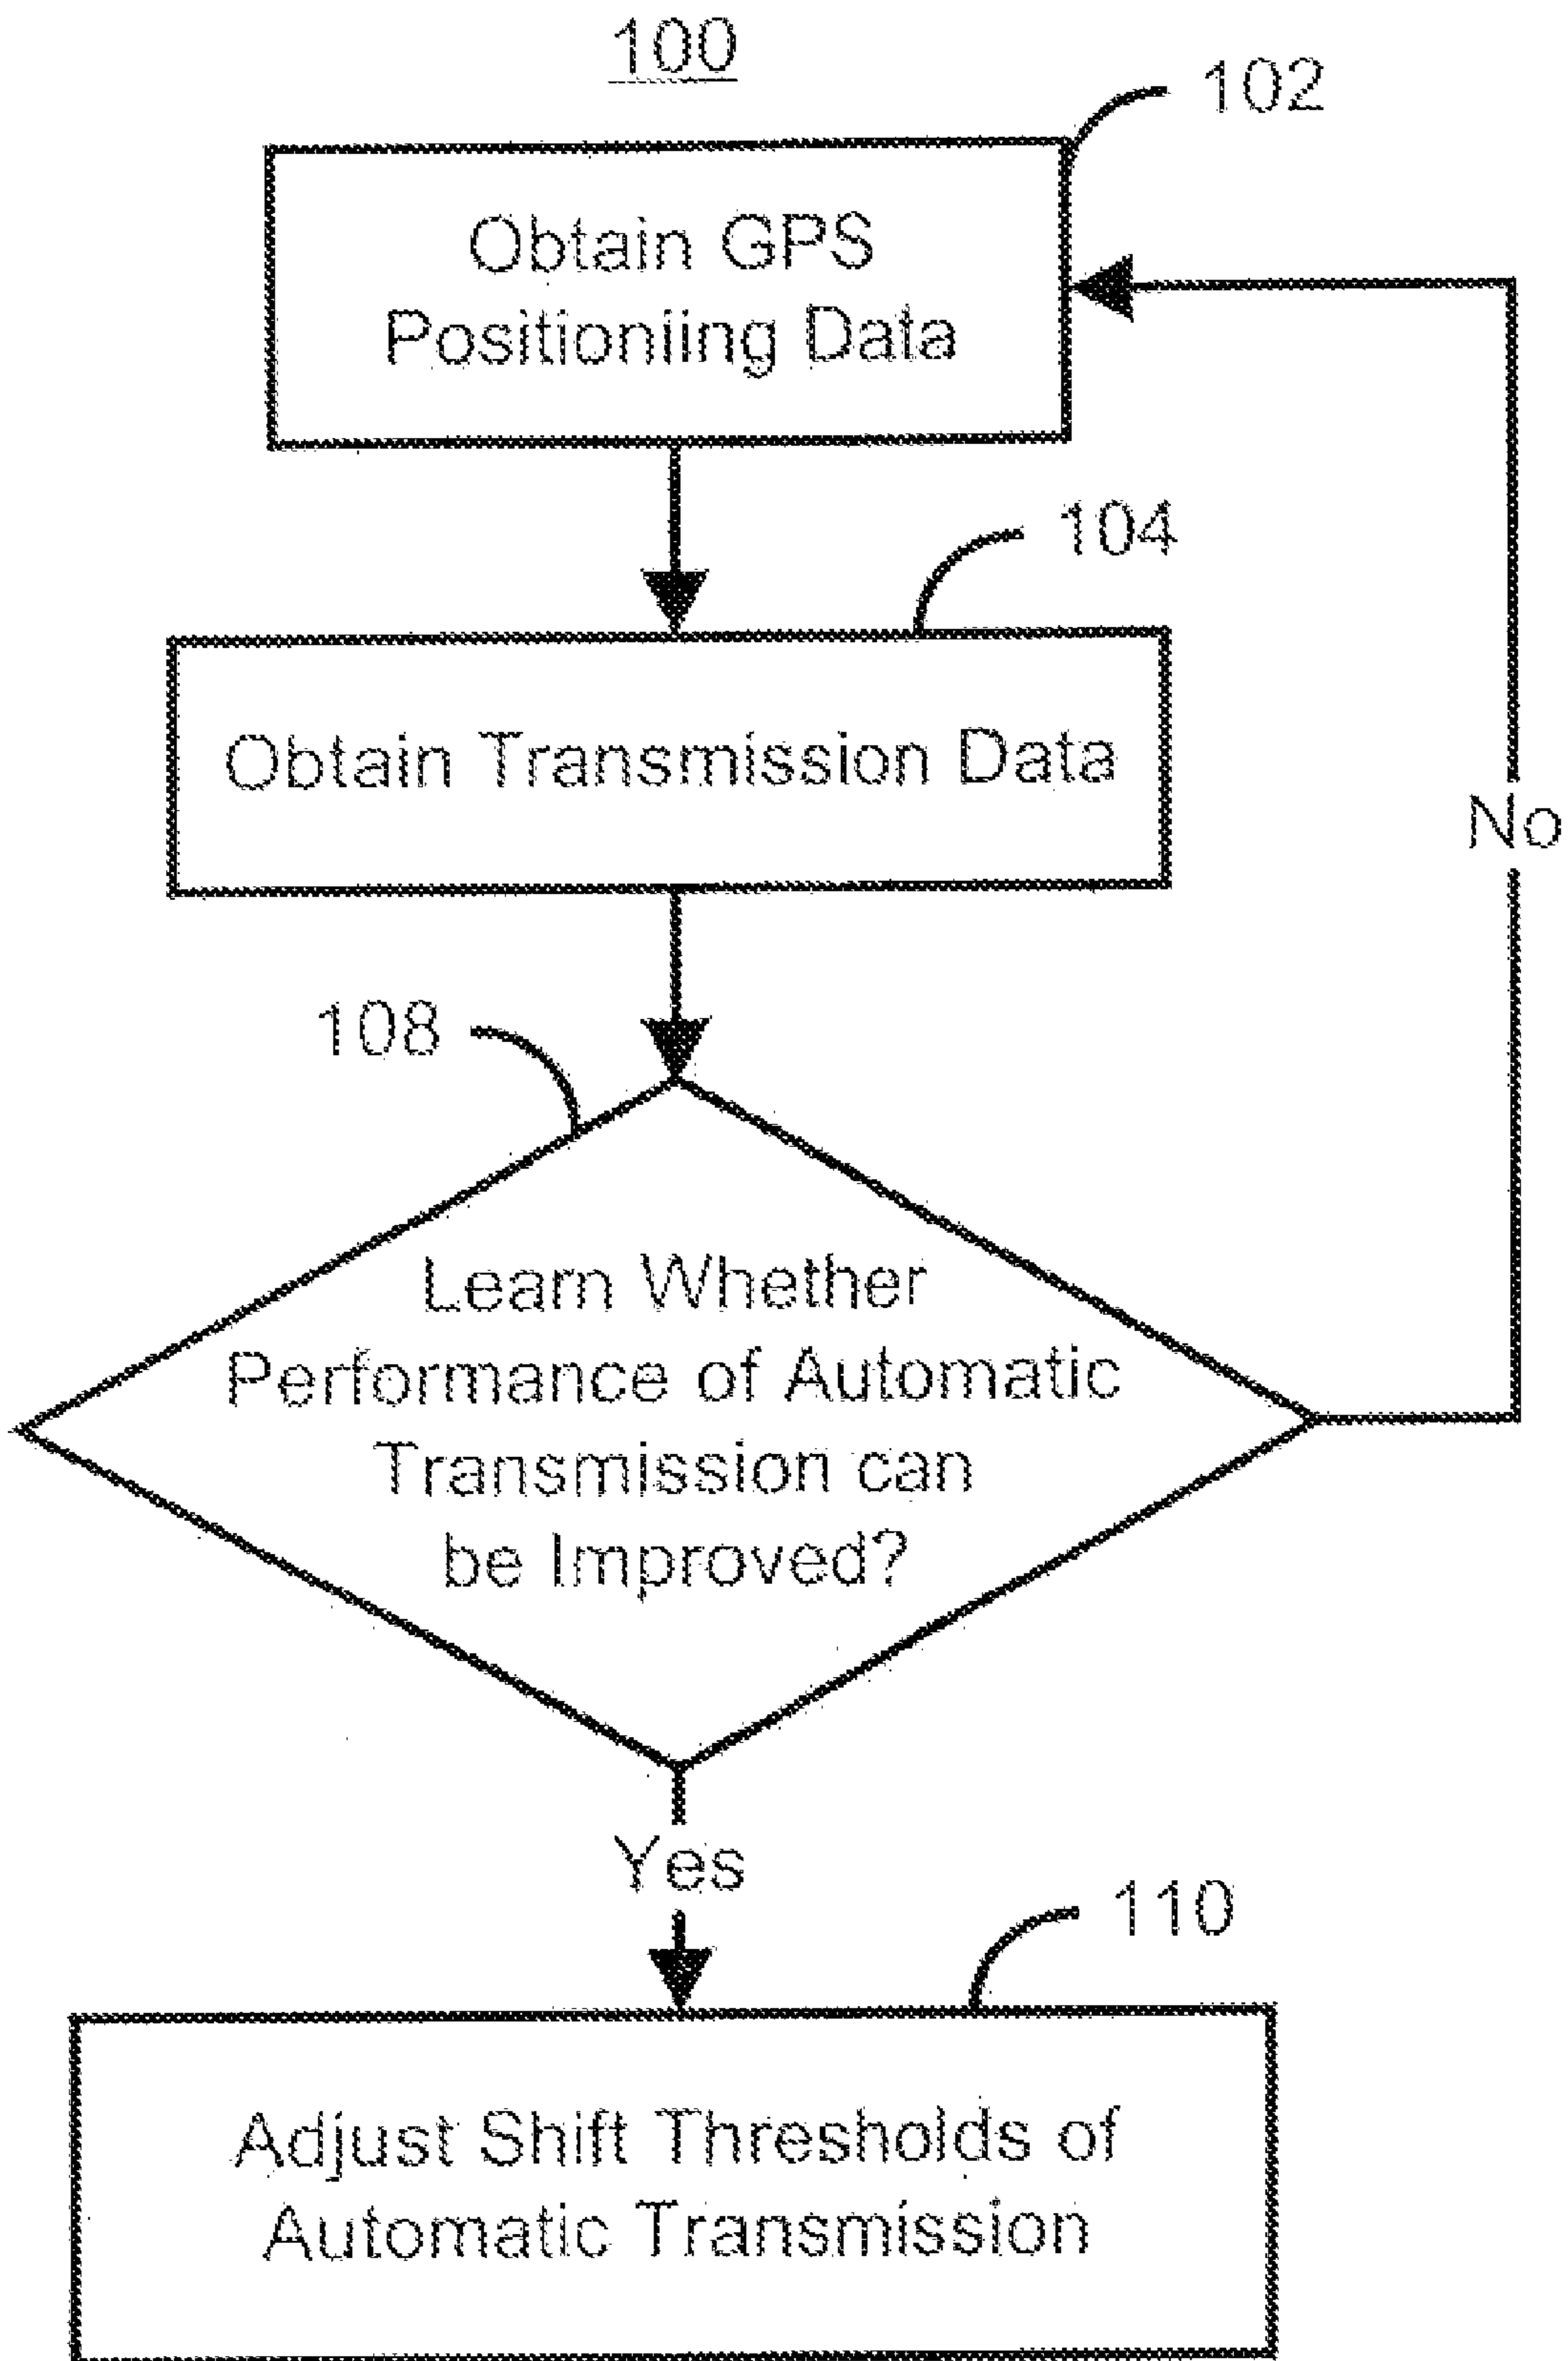 100
102
Obtain GPS
Positioniing Data
104
Obtain Transmission Data
No
108
Learn Whether
Performance of Automatic
Transmission can
be Improved?
Yes
110
Adjust Shift Thresholds of
Automatic Transmission